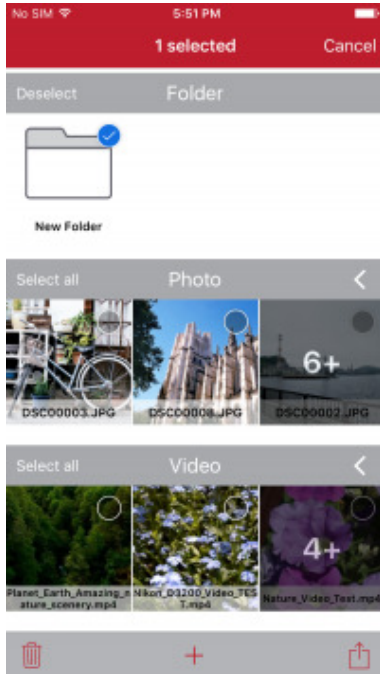 No SIM 5:51 PM
1 selected Cancel
Deselect Folder
New Folder
Select all Photo
6+
DSC00003.JPG DSC00008.JPG DSC00002.JPG
Select all Video
4+
Planet_Earth_Amazing_n
ature_scenery.mp4
Nikon_D3200_Video_TES
T.mp4
Nature_Video_Test.mp4